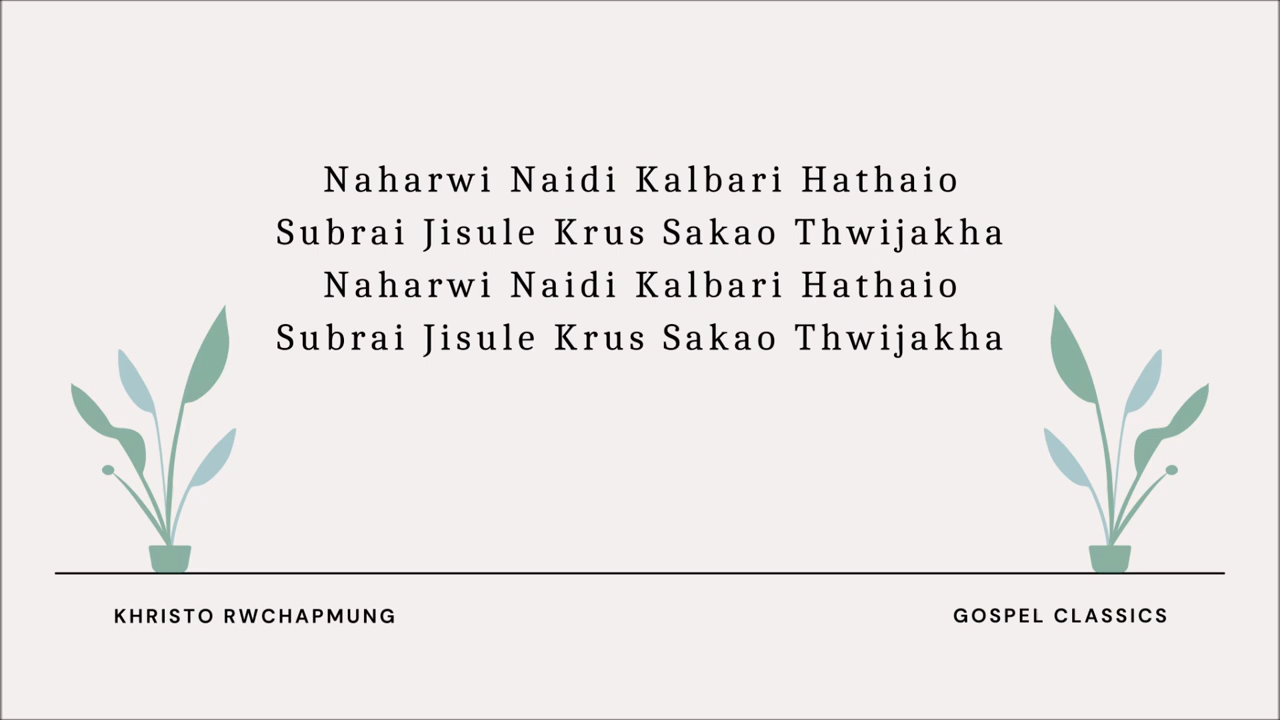 Naharwi Naidi Kalbari Hathaio
Subrai Jisule Krus Sakao Thwijakha
Naharwi Naidi Kalbari Hathaio
Subrai Jisule Krus Sakao Thwijakha
KHRISTO RWCHAPMUNG
GOSPEL CLASSICS